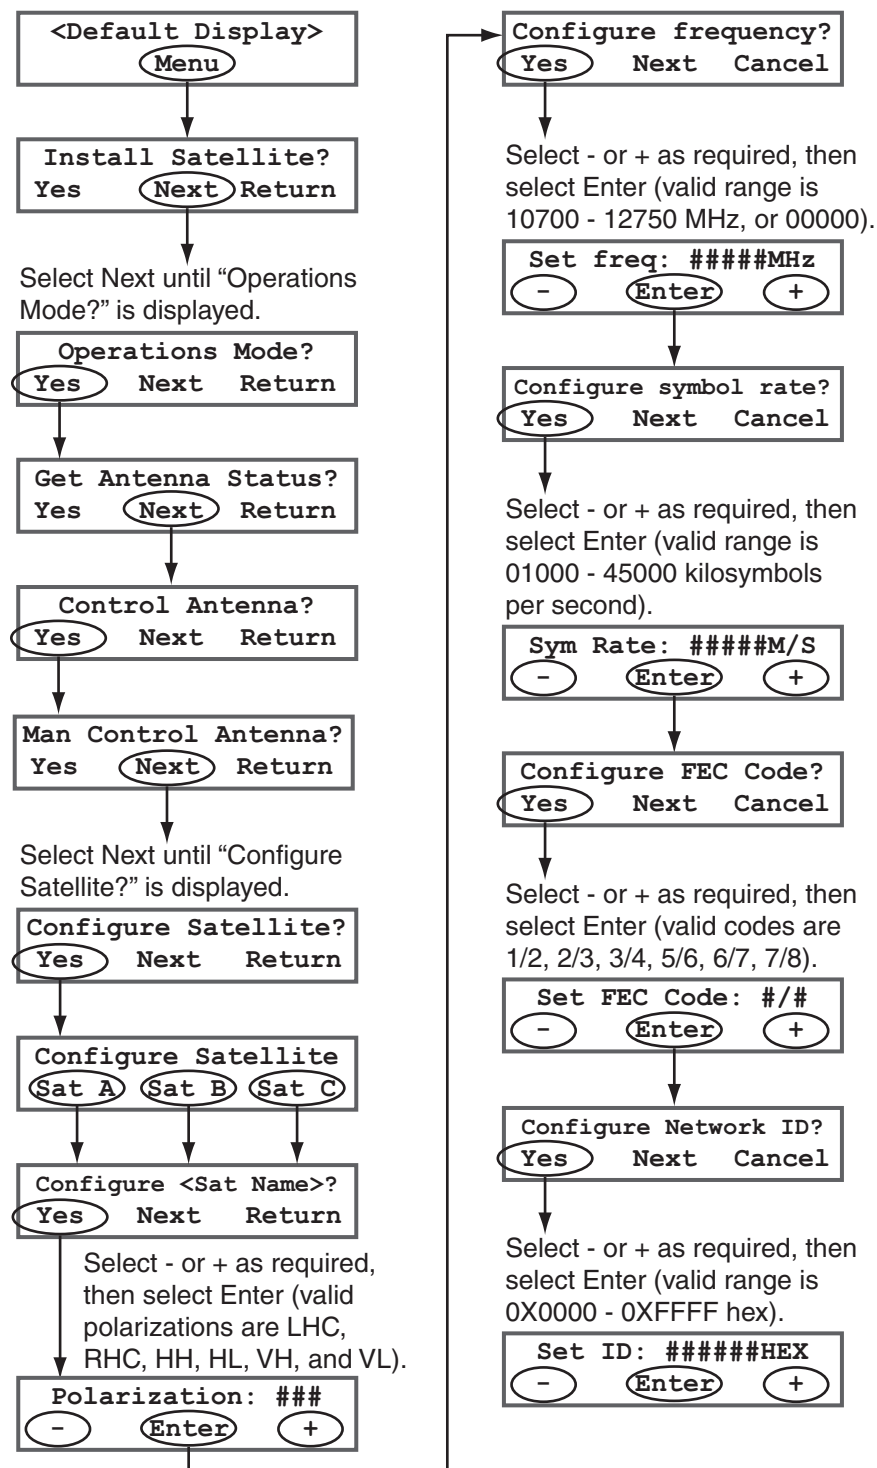 <Default Display>
Menu
Install Satellite?
Yes Next Return
Select Next until “Operations
Mode?” is displayed.
Operations Mode?
Yes Next Return
Get Antenna Status?
Yes Next Return
Control Antenna?
Yes Next Return
Man Control Antenna?
Yes Next Return
Select Next until “Configure
Satellite?” is displayed.
Configure Satellite?
Yes Next Return
Configure Satellite
Sat A Sat B Sat C
Configure <Sat Name>?
Yes Next Return
Select - or + as required,
then select Enter (valid
polarizations are LHC,
RHC, HH, HL, VH, and VL).
Polarization: ###
- Enter +
Configure frequency?
Yes Next Cancel
Select - or + as required, then
select Enter (valid range is
10700 - 12750 MHz, or 00000).
Set freq: #####MHz
- Enter +
Configure symbol rate?
Yes Next Cancel
Select - or + as required, then
select Enter (valid range is
01000 - 45000 kilosymbols
per second).
Sym Rate: #####M/S
- Enter +
Configure FEC Code?
Yes Next Cancel
Select - or + as required, then
select Enter (valid codes are
1/2, 2/3, 3/4, 5/6, 6/7, 7/8).
Set FEC Code: #/#
- Enter +
Configure Network ID?
Yes Next Cancel
Select - or + as required, then
select Enter (valid range is
0X0000 - 0XFFFF hex).
Set ID: ######HEX
- Enter +